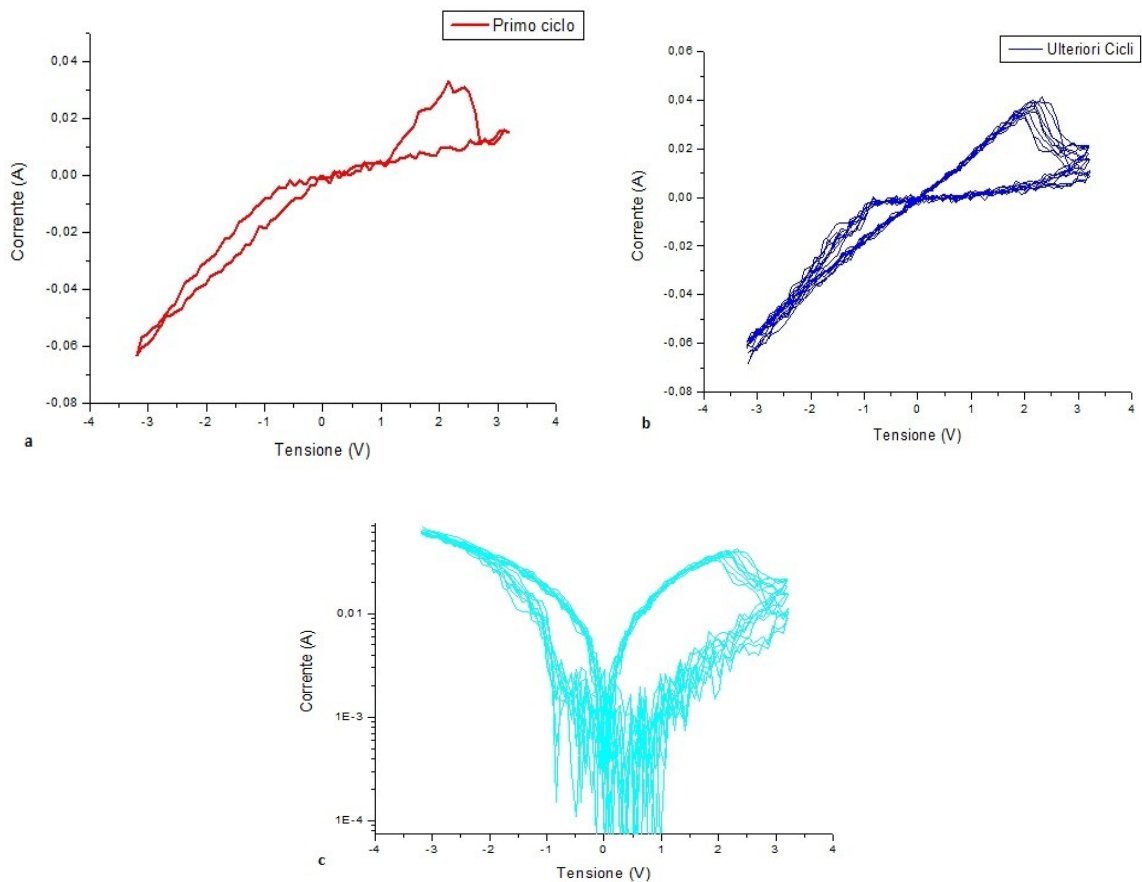 Primo ciclo
0,04
0,02
0,00
-0,02
-0,04
-0,06
-0,08
Corrente (A)
-4 -3 -2 -1 0 1 2 3 4
Tensione (V)
a
Ulteriori Cicli
0,06
0,04
0,02
0,00
-0,02
-0,04
-0,06
-0,08
Corrente (A)
-4 -3 -2 -1 0 1 2 3 4
Tensione (V)
b
0,01
1E-3
1E-4
Corrente (A)
-4 -3 -2 -1 0 1 2 3 4
Tensione (V)
c